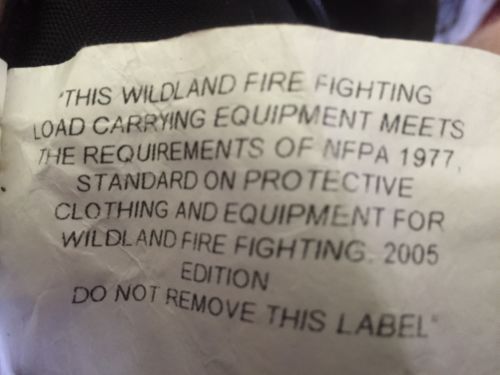 "THIS WILDLAND FIRE FIGHTING
LOAD CARRYING EQUIPMENT MEETS
THE REQUIREMENTS OF NFPA 1977,
STANDARD ON PROTECTIVE
CLOTHING AND EQUIPMENT FOR
WILDLAND FIRE FIGHTING. 2005
EDITION
DO NOT REMOVE THIS LABEL"